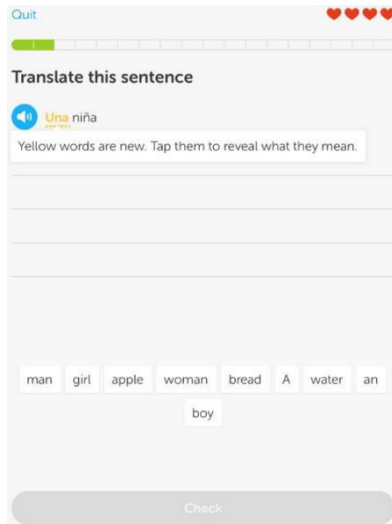 Quit
Translate this sentence
Una niña
Yellow words are new. Tap them to reveal what they mean.
man girl apple woman bread A water an
boy
Check